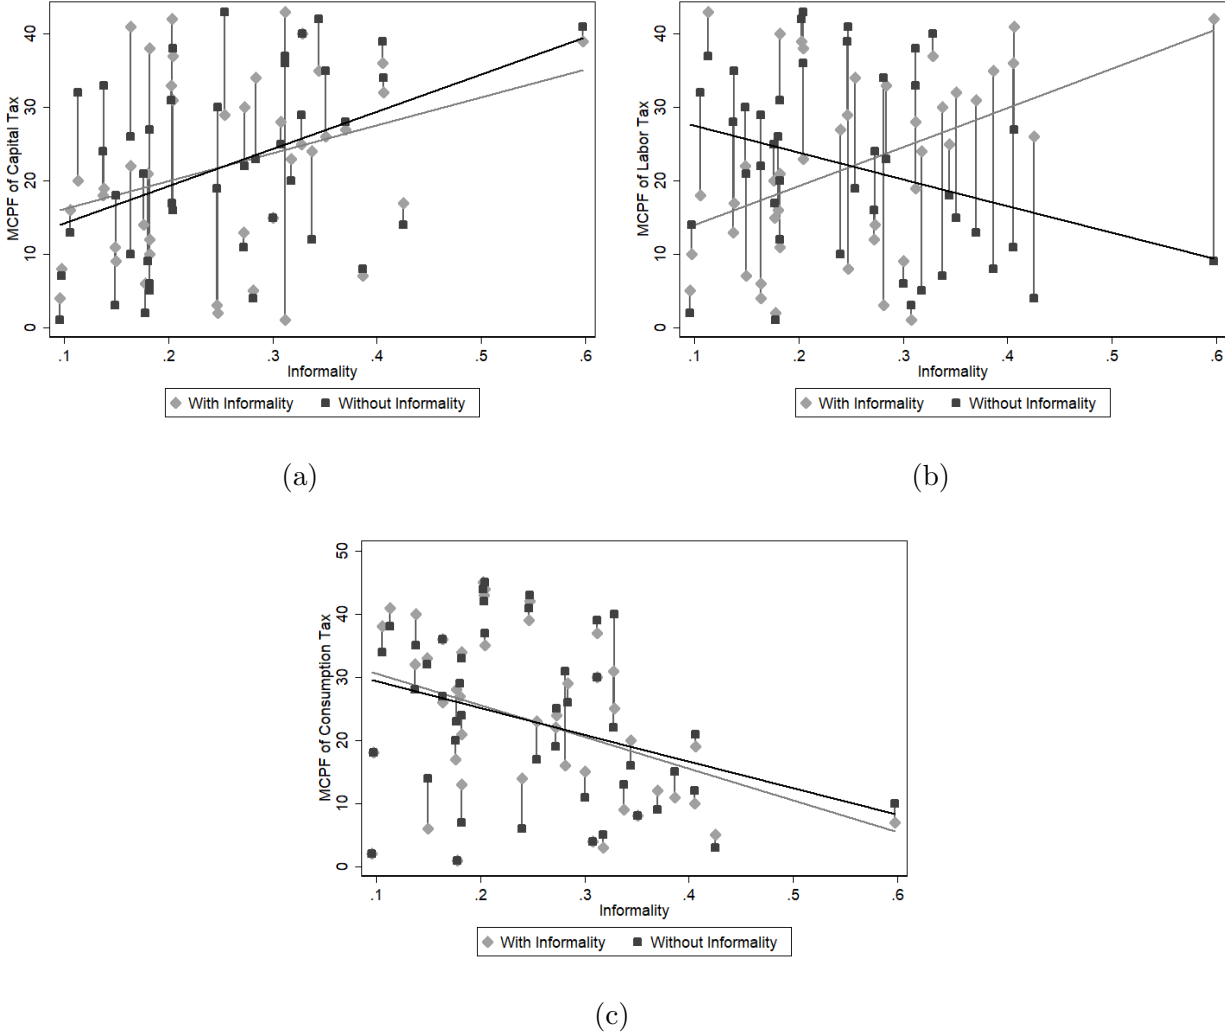 MCPF of Capital Tax
40
30
20
10
0
.1 .2 .3 .4 .5 .6
Informality
With Informality Without Informality
(a)
MCPF of Labor Tax
40
30
20
10
0
.1 .2 .3 .4 .5 .6
Informality
With Informality Without Informality
(b)
MCPF of Consumption Tax
50
40
30
20
10
0
.1 .2 .3 .4 .5 .6
Informality
With Informality Without Informality
(c)